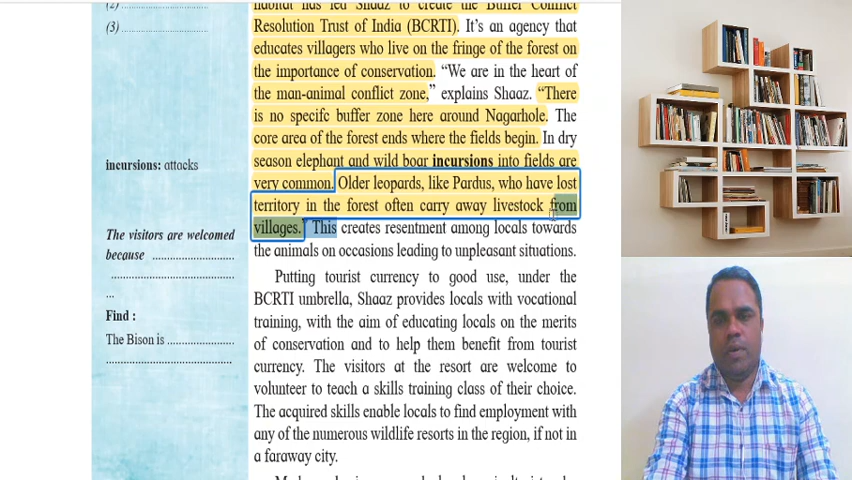 (2) ..............................
(3) ..............................
incursions: attacks
The visitors are welcomed
because ..........................
......................................
...
Find :
The Bison is ......................
.......................................
habitat has led Shaaz to create the Buffer Conflict
Resolution Trust of India (BCRTI). It's an agency that
educates villagers who live on the fringe of the forest on
the importance of conservation. “We are in the heart of
the man-animal conflict zone,” explains Shaaz. “There
is no specifc buffer zone here around Nagarhole. The
core area of the forest ends where the fields begin. In dry
season elephant and wild boar incursions into fields are
very common. Older leopards, like Pardus, who have lost
territory in the forest often carry away livestock from
villages.” This creates resentment among locals towards
the animals on occasions leading to unpleasant situations.
Putting tourist currency to good use, under the
BCRTI umbrella, Shaaz provides locals with vocational
training, with the aim of educating locals on the merits
of conservation and to help them benefit from tourist
currency. The visitors at the resort are welcome to
volunteer to teach a skills training class of their choice.
The acquired skills enable locals to find employment with
any of the numerous wildlife resorts in the region, if not in
a faraway city.